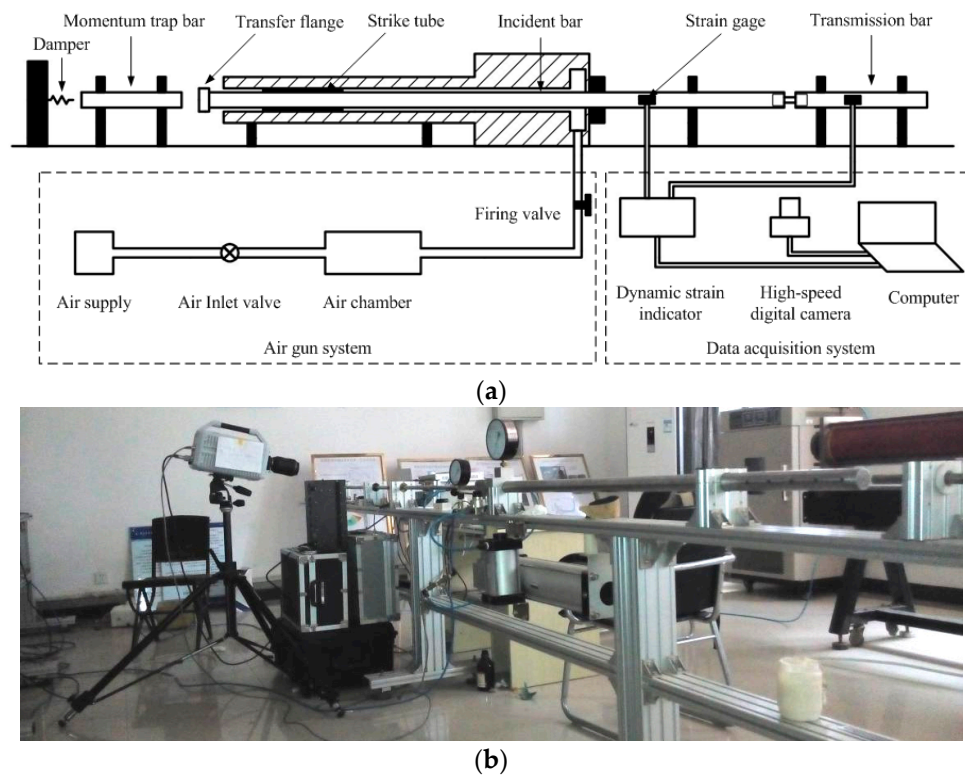 Momentum trap bar
Transfer flange
Strike tube
Incident bar
Strain gage
Transmission bar
Damper
Firing valve
Air supply
Air Inlet valve
Air chamber
Dynamic strain
indicator
High-speed
digital camera
Computer
Air gun system
Data acquisition system
(a)
(b)